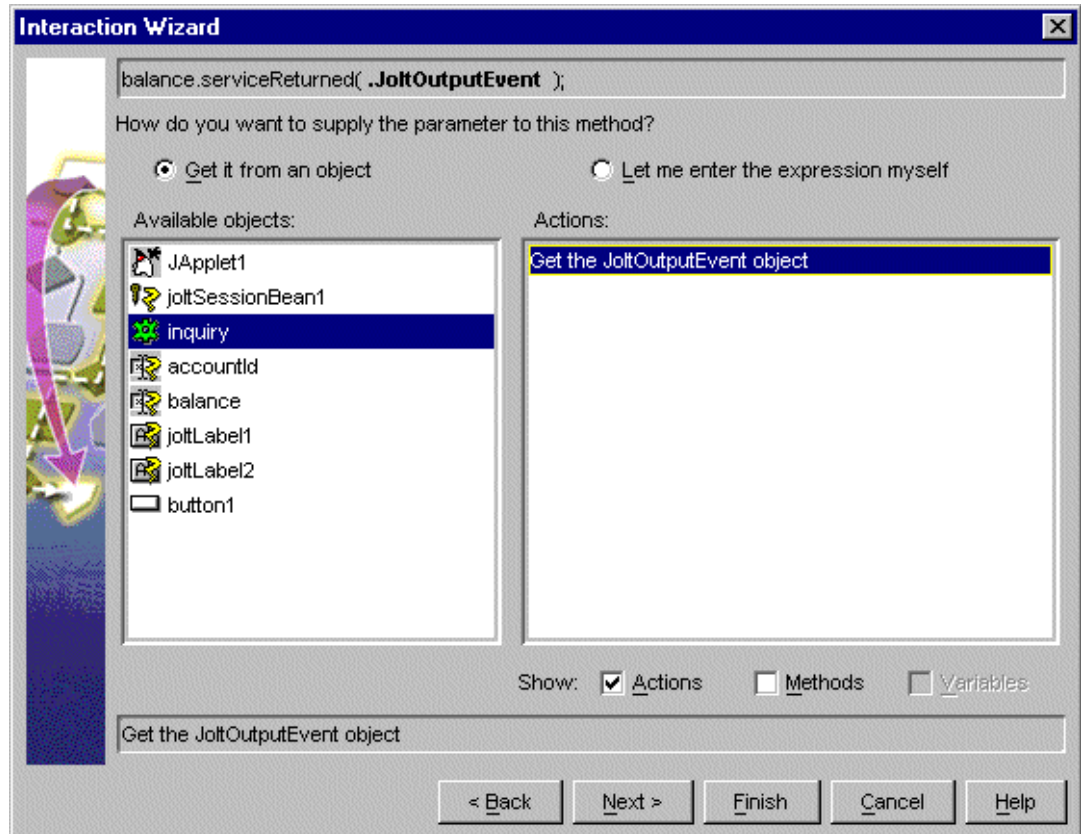 Interaction Wizard
balance.serviceReturned( .JoltOutputEvent );
How do you want to supply the parameter to this method?
Get it from an object
Let me enter the expression myself
Available objects:
Actions:
JApplet1
joltSessionBean1
inquiry
accountId
balance
joltLabel1
joltLabel2
button1
Get the JoltOutputEvent object
Show: Actions Methods Variables
Get the JoltOutputEvent object
< Back Next > Finish Cancel Help